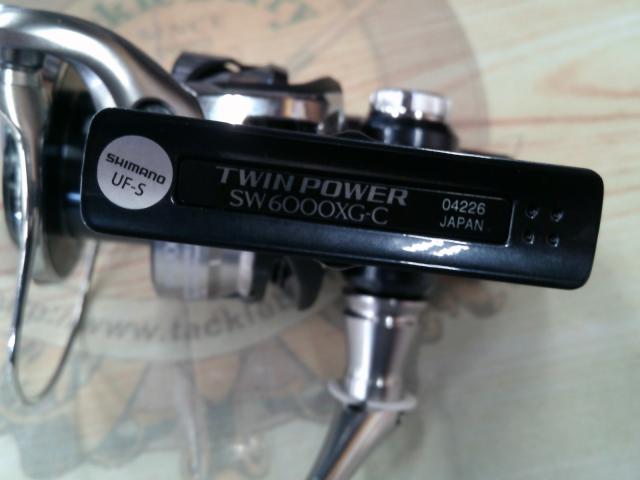 SHIMANO
UF-S
TWIN POWER
SW6000XG-C
04226
JAPAN